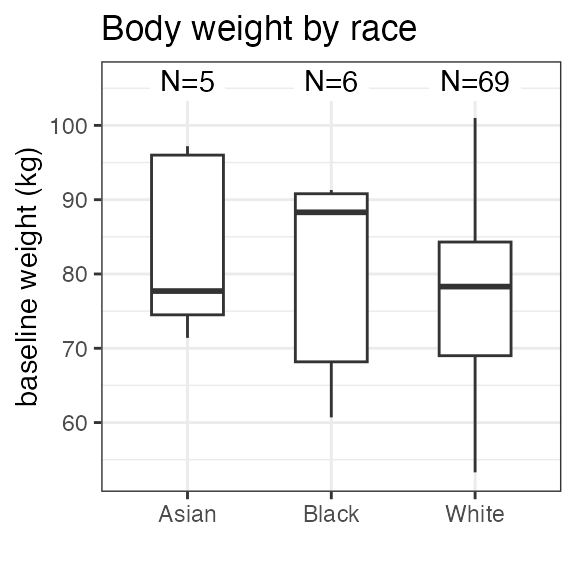 Body weight by race
N=5 N=6 N=69
baseline weight (kg)
100
90
80
70
60
Asian Black White